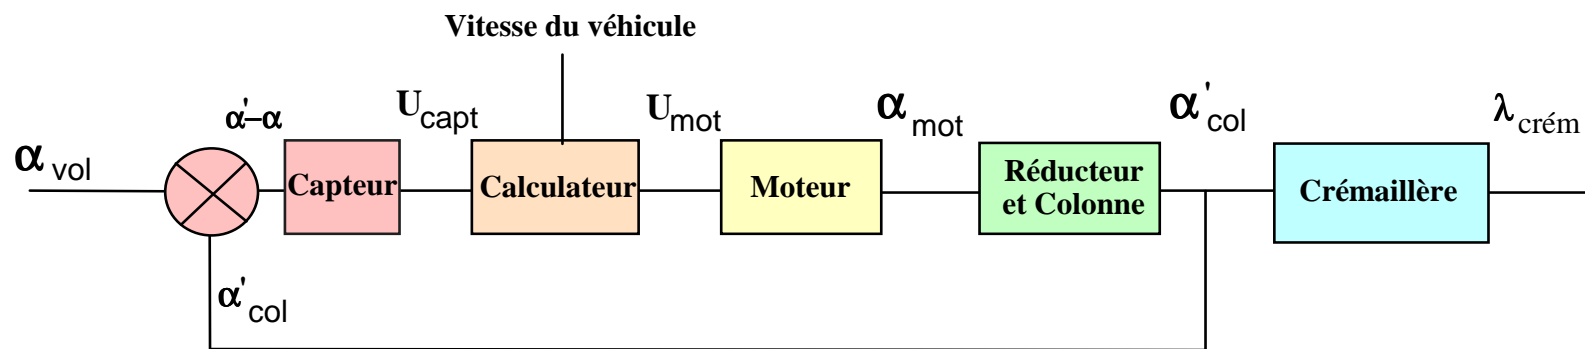 Vitesse du véhicule
α vol
α'–α
Capteur
U capt
Calculateur
U mot
Moteur
α mot
Réducteur
et Colonne
α' col
Crémaillère
λ crém
α' col